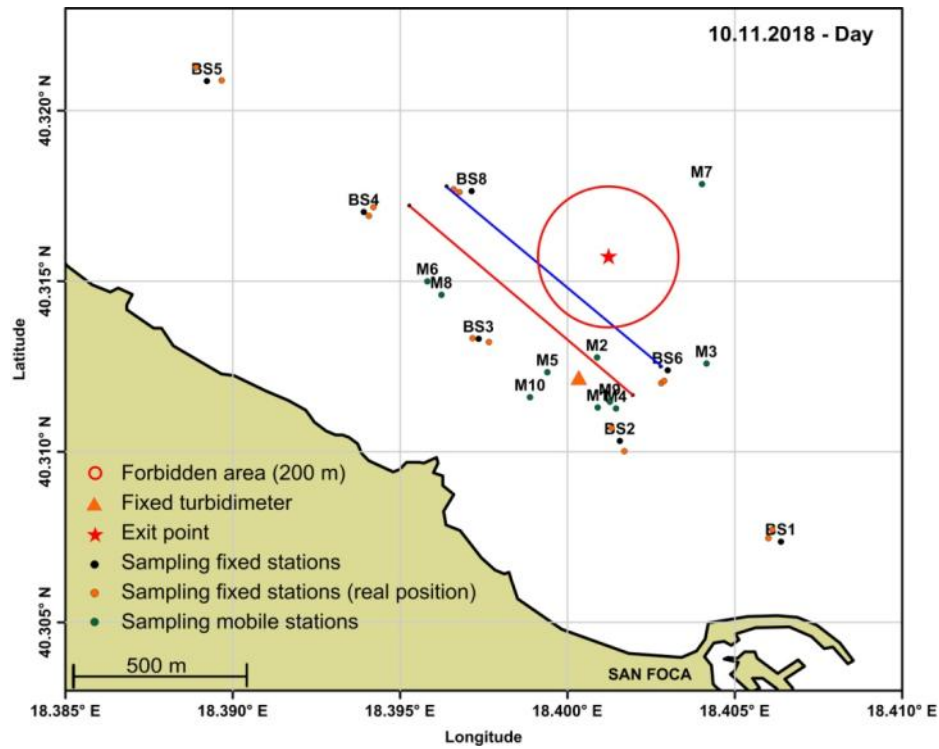 10.11.2018 - Day
BS5
M7
BS8
BS4
M6
M8
BS3
M2
BS6
M3
M5
M10
M9
M4
BS2
BS1
Forbidden area (200 m)
Fixed turbidimeter
Exit point
Sampling fixed stations
Sampling fixed stations (real position)
Sampling mobile stations
500 m
SAN FOCA
Latitude
40.320° N
40.315° N
40.310° N
40.305° N
18.385° E
18.390° E
18.395° E
18.400° E
18.405° E
18.410° E
Longitude